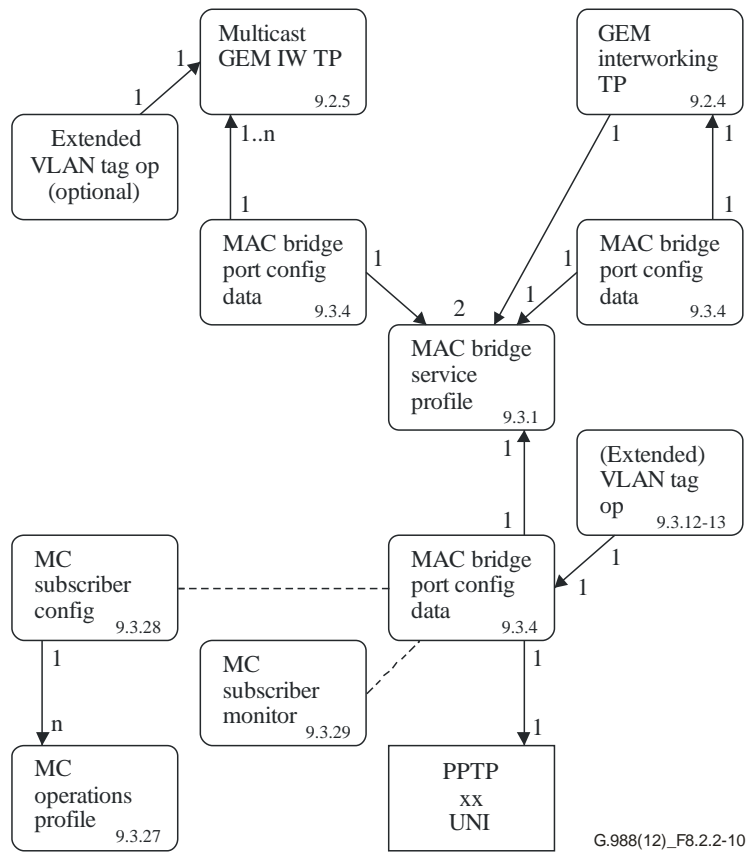 Multicast
GEM IW TP
9.2.5
GEM
interworking
TP
9.2.4
1
1
Extended
VLAN tag op
(optional)
1..n
1
1
1
1
MAC bridge
port config
data
9.3.4
1
1
2
1
MAC bridge
port config
data
9.3.4
MAC bridge
service
profile
9.3.1
1
(Extended)
VLAN tag
op
9.3.12-13
1
1
1
MC
subscriber
config
9.3.28
MAC bridge
port config
data
9.3.4
1
MC
subscriber
monitor
9.3.29
1
n
1
MC
operations
profile
9.3.27
PPTP
xx
UNI
G.988(12)_F8.2.2-10